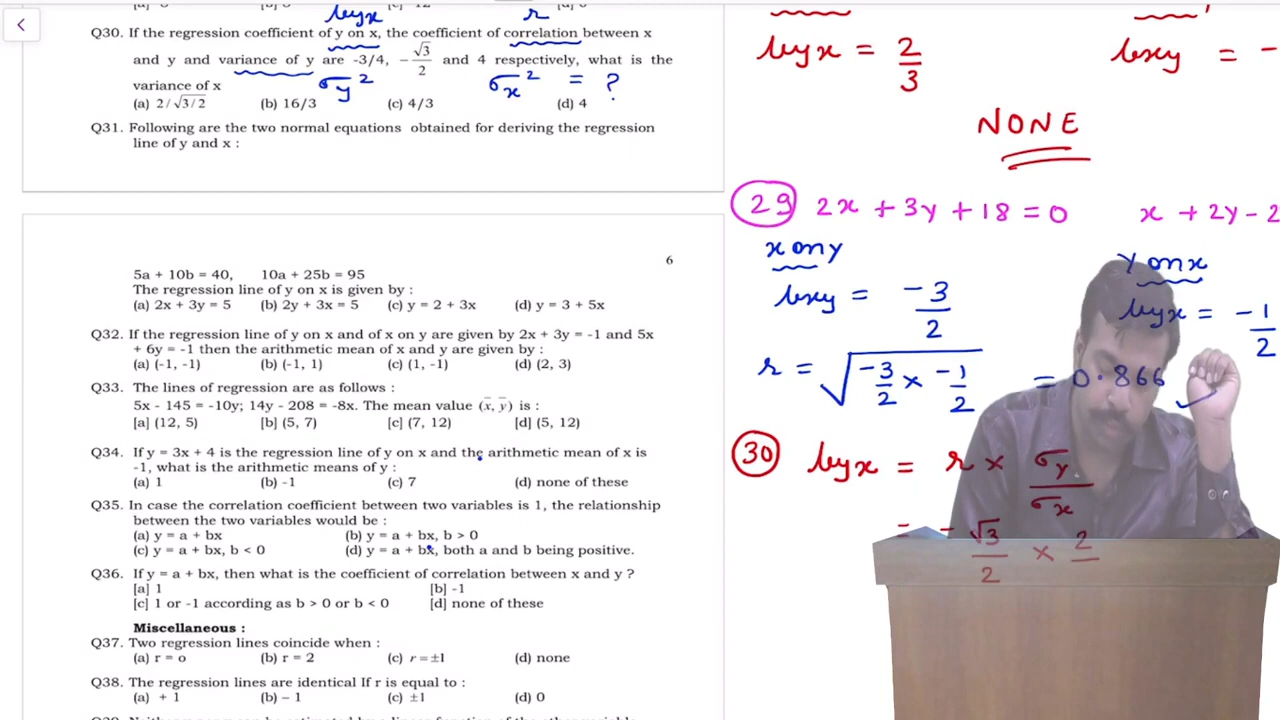 byx
r
Q30. If the regression coefficient of y on x, the coefficient of correlation between x
and y and variance of y are -3/4, -√3/2 and 4 respectively, what is the
variance of x
σy² σx² = ?
(a) 2/√3/2 (b) 16/3 (c) 4/3 (d) 4
Q31. Following are the two normal equations obtained for deriving the regression
line of y and x :
6
5a + 10b = 40, 10a + 25b = 95
The regression line of y on x is given by :
(a) 2x + 3y = 5 (b) 2y + 3x = 5 (c) y = 2 + 3x (d) y = 3 + 5x
Q32. If the regression line of y on x and of x on y are given by 2x + 3y = -1 and 5x
+ 6y = -1 then the arithmetic mean of x and y are given by :
(a) (-1, -1) (b) (-1, 1) (c) (1, -1) (d) (2, 3)
Q33. The lines of regression are as follows :
5x - 145 = -10y; 14y - 208 = -8x. The mean value (x̄, ȳ) is :
[a] (12, 5) [b] (5, 7) [c] (7, 12) [d] (5, 12)
Q34. If y = 3x + 4 is the regression line of y on x and the arithmetic mean of x is
-1, what is the arithmetic means of y :
(a) 1 (b) -1 (c) 7 (d) none of these
Q35. In case the correlation coefficient between two variables is 1, the relationship
between the two variables would be :
(a) y = a + bx (b) y = a + bx, b > 0
(c) y = a + bx, b < 0 (d) y = a + bx, both a and b being positive.
Q36. If y = a + bx, then what is the coefficient of correlation between x and y ?
[a] 1 [b] -1
[c] 1 or -1 according as b > 0 or b < 0 [d] none of these
Miscellaneous :
Q37. Two regression lines coincide when :
(a) r = o (b) r = 2 (c) r = ±1 (d) none
Q38. The regression lines are identical If r is equal to :
(a) + 1 (b) – 1 (c) ±1 (d) 0
byx = 2/3 bxy = -
NONE
29 2x + 3y + 18 = 0 x + 2y - 2
x on y y on x
bxy = -3/2 byx = -1/2
r = √(-3/2 × -1/2) = 0.866
30 byx = r × σy/σx
= -√3/2 × 2